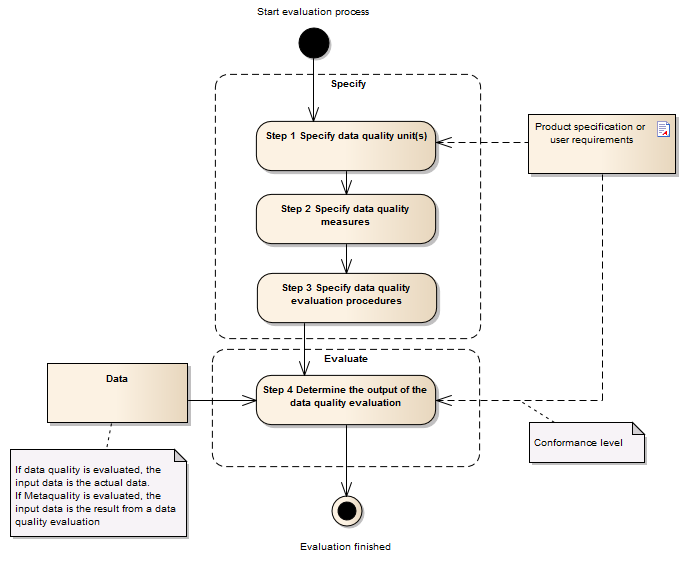 Start evaluation process
Specify
Step 1 Specify data quality unit(s)
Product specification or
user requirements
Step 2 Specify data quality
measures
Step 3 Specify data quality
evaluation procedures
Evaluate
Data
Step 4 Determine the output of the
data quality evaluation
Conformance level
If data quality is evaluated, the
input data is the actual data.
If Metaquality is evaluated, the
input data is the result from a data
quality evaluation
Evaluation finished